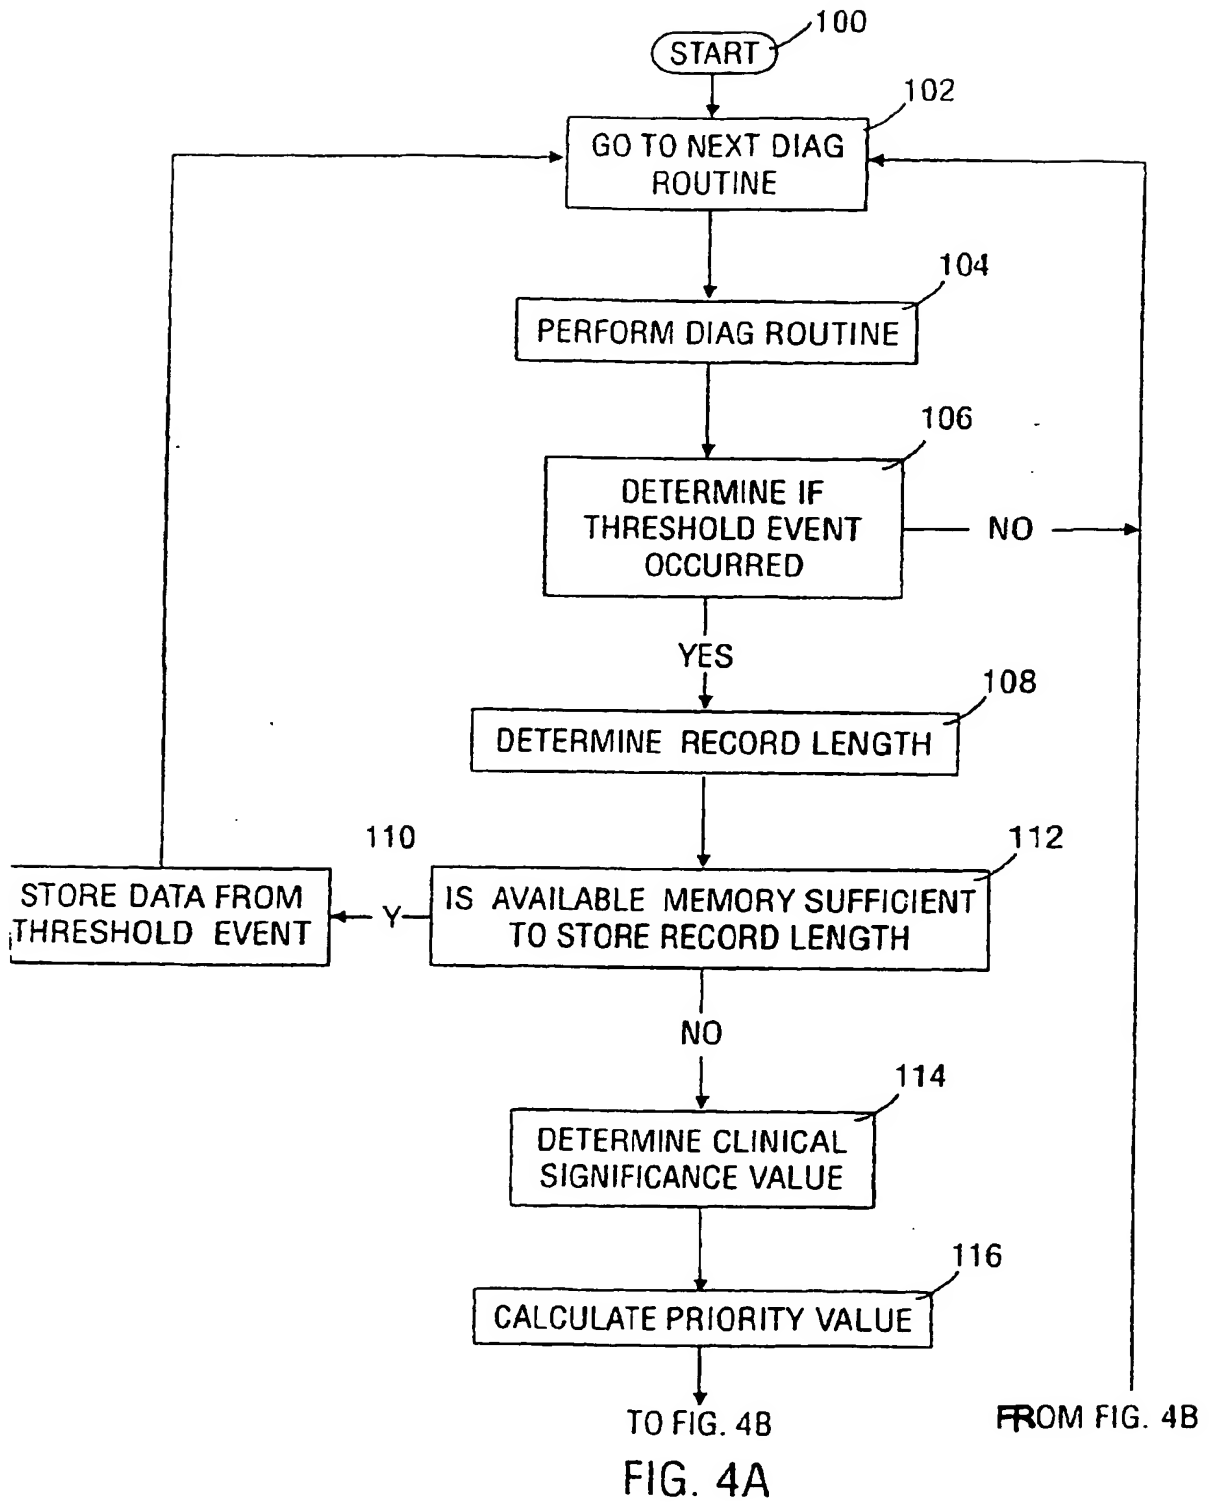 100
START
102
GO TO NEXT DIAG
ROUTINE
104
PERFORM DIAG ROUTINE
106
DETERMINE IF
THRESHOLD EVENT
OCCURRED
NO
YES
108
DETERMINE RECORD LENGTH
110
112
STORE DATA FROM
THRESHOLD EVENT
Y
IS AVAILABLE MEMORY SUFFICIENT
TO STORE RECORD LENGTH
NO
114
DETERMINE CLINICAL
SIGNIFICANCE VALUE
116
CALCULATE PRIORITY VALUE
TO FIG. 4B
FROM FIG. 4B
FIG. 4A